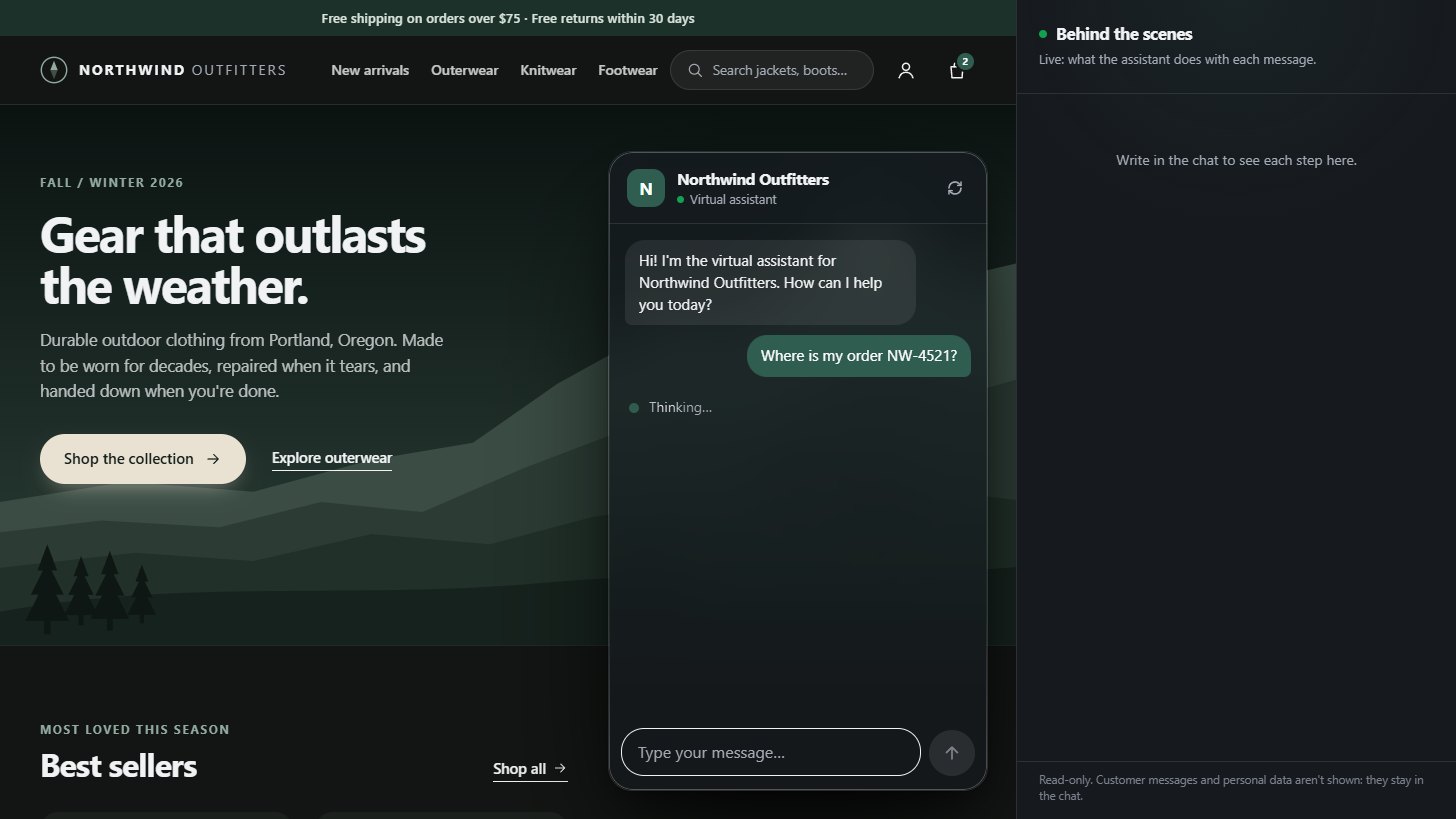 Free shipping on orders over $75 · Free returns within 30 days
NORTHWIND OUTFITTERS
New arrivals
Outerwear
Knitwear
Footwear
Search jackets, boots...
2
FALL / WINTER 2026
Gear that outlasts
the weather.
Durable outdoor clothing from Portland, Oregon. Made
to be worn for decades, repaired when it tears, and
handed down when you're done.
Shop the collection →
Explore outerwear
MOST LOVED THIS SEASON
Best sellers
Shop all →
N
Northwind Outfitters
Virtual assistant
Hi! I'm the virtual assistant for
Northwind Outfitters. How can I help
you today?
Where is my order NW-4521?
Thinking...
Type your message...
Behind the scenes
Live: what the assistant does with each message.
Write in the chat to see each step here.
Read-only. Customer messages and personal data aren't shown: they stay in
the chat.